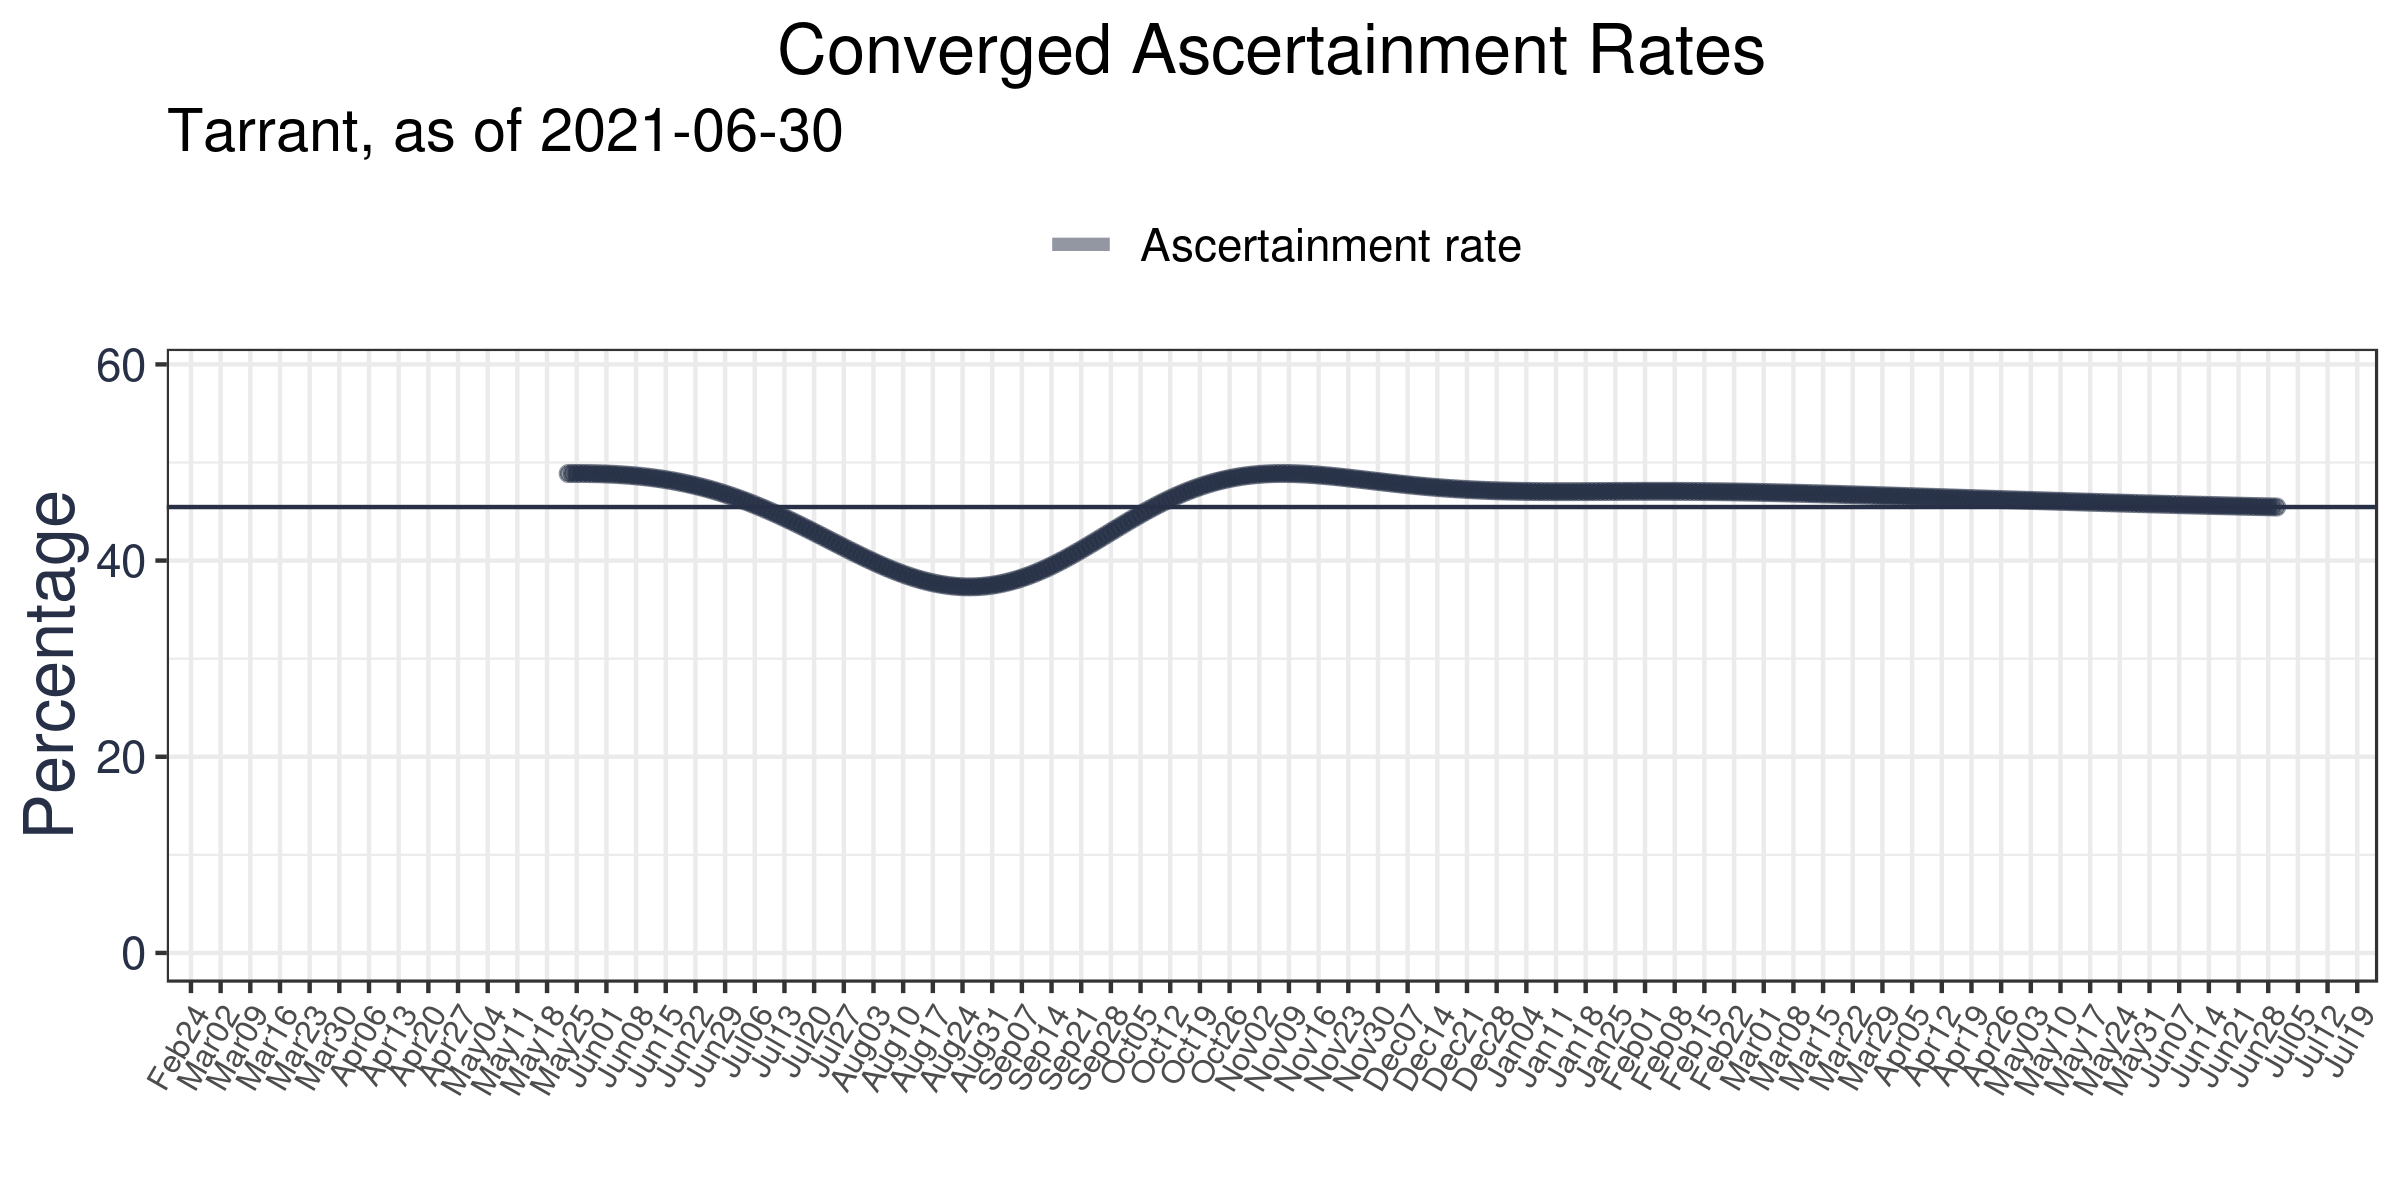 Converged Ascertainment Rates
Tarrant, as of 2021-06-30
Ascertainment rate
Percentage
60
40
20
0
Feb24 Mar02 Mar09 Mar16 Mar23 Mar30 Apr06 Apr13 Apr20 Apr27 May04 May11 May18 May25 Jun01 Jun08 Jun15 Jun22 Jun29 Jul06 Jul13 Jul20 Jul27 Aug03 Aug10 Aug17 Aug24 Aug31 Sep07 Sep14 Sep21 Sep28 Oct05 Oct12 Oct19 Oct26 Nov02 Nov09 Nov16 Nov23 Nov30 Dec07 Dec14 Dec21 Dec28 Jan04 Jan11 Jan18 Jan25 Feb01 Feb08 Feb15 Feb22 Mar01 Mar08 Mar15 Mar22 Mar29 Apr05 Apr12 Apr19 Apr26 May03 May10 May17 May24 May31 Jun07 Jun14 Jun21 Jun28 Jul05 Jul12 Jul19